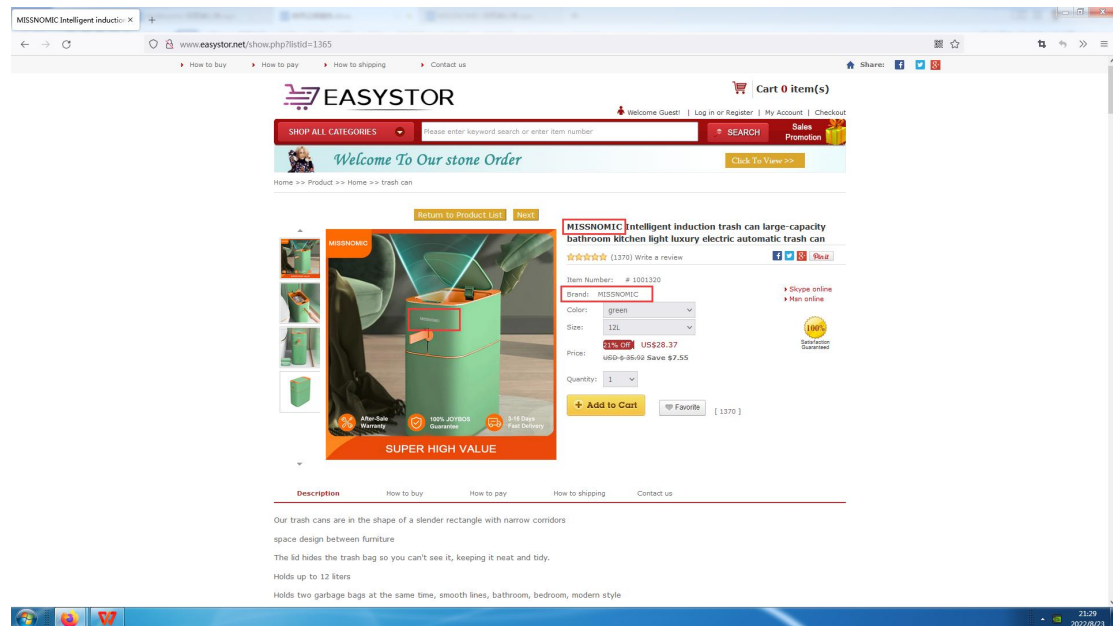 MISSNOMIC Intelligent induction
www.easystor.net/show.php?listid=1365
How to buy How to pay How to shipping Contact us Share:
EASYSTOR
Cart 0 item(s)
Welcome Guest! | Log in or Register | My Account | Checkout
SHOP ALL CATEGORIES Please enter keyword search or enter item number SEARCH Sales Promotion
Welcome To Our stone Order Click To View >>
Home >> Product >> Home >> trash can
Return to Product List Next
MISSNOMIC Intelligent induction trash can large-capacity
bathroom kitchen light luxury electric automatic trash can
(1370) Write a review Pin it
MISSNOMIC
Item Number: # 1001320
Brand: MISSNOMIC
Color: green
Size: 12L
Price: 21% Off US$28.37
USD $ 35.92 Save $7.55
Quantity: 1
+ Add to Cart Favorite [ 1370 ]
Skype online
Msn online
100%
Satisfaction
Guaranteed
After-Sale
Warranty
100% JOYBOS
Guarantee
3-15 Days
Fast Delivery
SUPER HIGH VALUE
Description How to buy How to pay How to shipping Contact us
Our trash cans are in the shape of a slender rectangle with narrow corridors
space design between furniture
The lid hides the trash bag so you can't see it, keeping it neat and tidy.
Holds up to 12 liters
Holds two garbage bags at the same time, smooth lines, bathroom, bedroom, modern style
21:29
2022/8/23